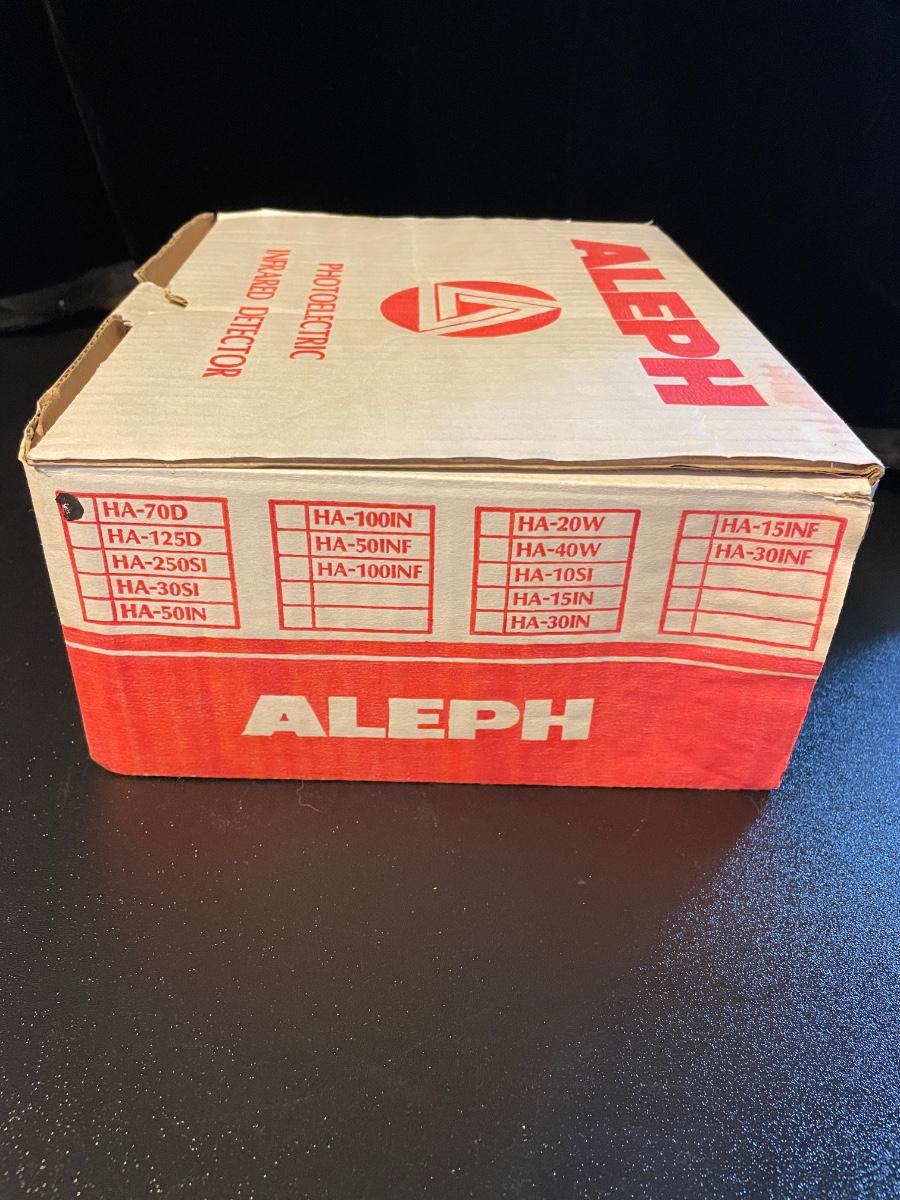 ALEPH
PHOTOELECTRIC
INFRARED DETECTOR
HA-70D
HA-125D
HA-250SI
HA-30SI
HA-50IN
HA-100IN
HA-50INF
HA-100INF
HA-20W
HA-40W
HA-10SI
HA-15IN
HA-30IN
HA-15INF
HA-30INF
ALEPH